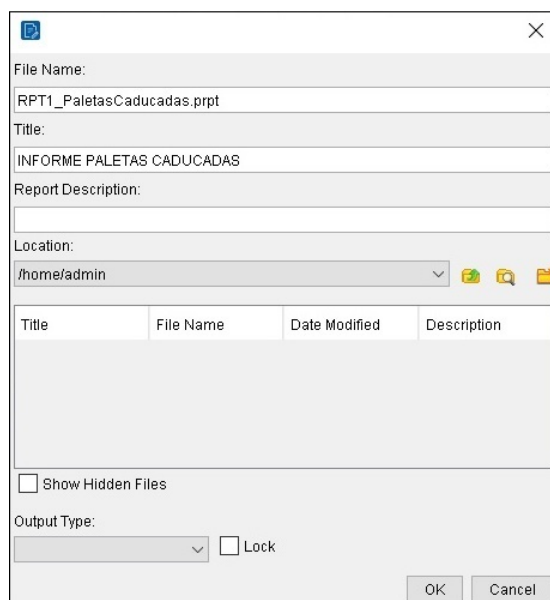 File Name:
RPT1_PaletasCaducadas.prpt
Title:
INFORME PALETAS CADUCADAS
Report Description:
Location:
/home/admin
Title File Name Date Modified Description
Show Hidden Files
Output Type:
Lock
OK Cancel